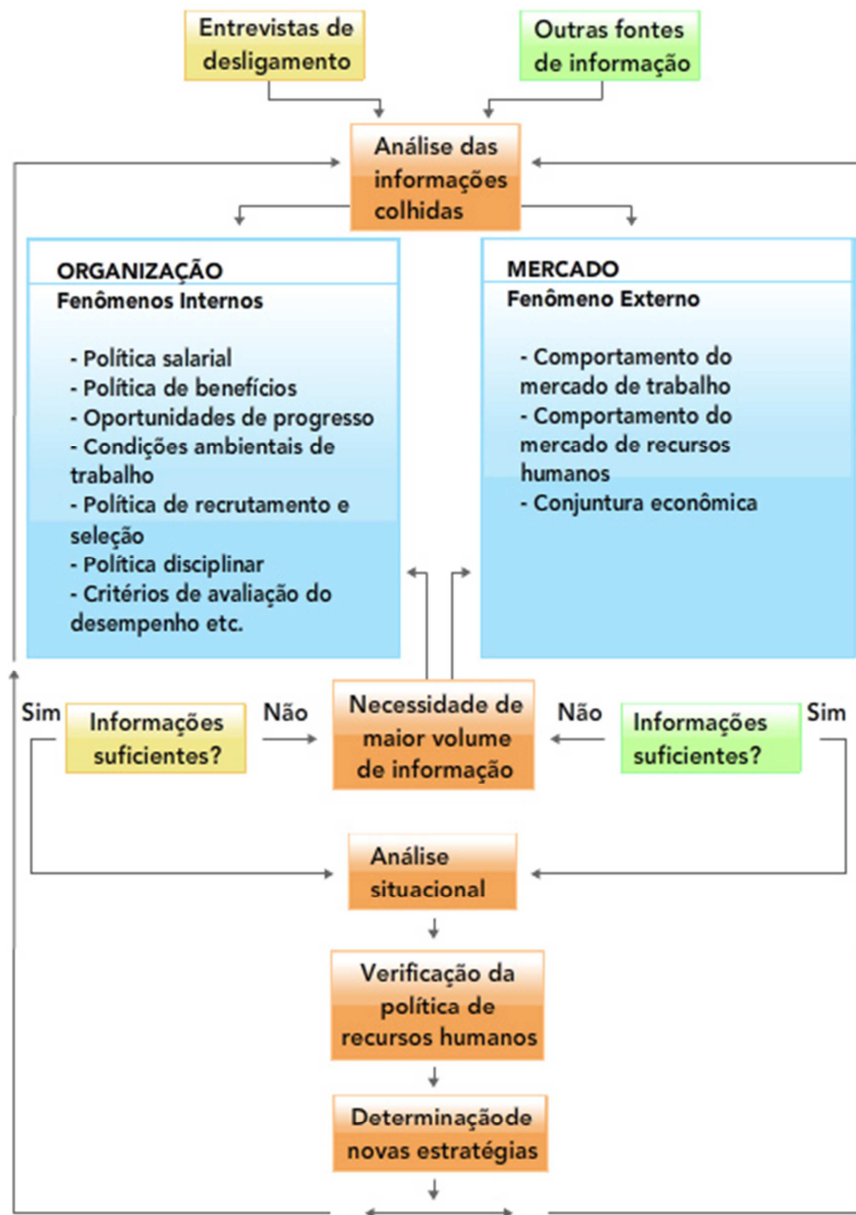 Entrevistas de
desligamento
Outras fontes
de informação
Análise das
informações
colhidas
ORGANIZAÇÃO
Fenômenos Internos
- Política salarial
- Política de benefícios
- Oportunidades de progresso
- Condições ambientais de
trabalho
- Política de recrutamento e
seleção
- Política disciplinar
- Critérios de avaliação do
desempenho etc.
MERCADO
Fenômeno Externo
- Comportamento do
mercado de trabalho
- Comportamento do
mercado de recursos
humanos
- Conjuntura econômica
Sim
Informações
suficientes?
Não
Necessidade de
maior volume
de informação
Não
Informações
suficientes?
Sim
Análise
situacional
Verificação da
política de
recursos humanos
Determinaçãode
novas estratégias